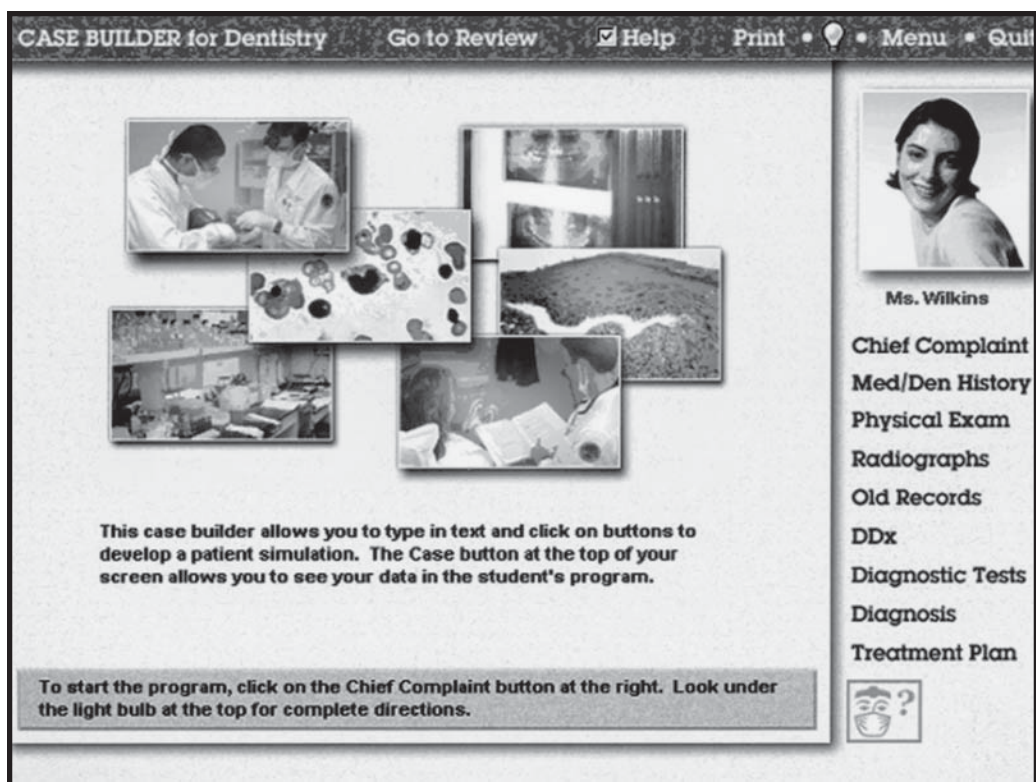 CASE BUILDER for Dentistry Go to Review Help Print • • Menu • Quit
Ms. Wilkins
Chief Complaint
Med/Den History
Physical Exam
Radiographs
Old Records
DDx
Diagnostic Tests
Diagnosis
Treatment Plan
?
This case builder allows you to type in text and click on buttons to
develop a patient simulation. The Case button at the top of your
screen allows you to see your data in the student's program.
To start the program, click on the Chief Complaint button at the right. Look under
the light bulb at the top for complete directions.